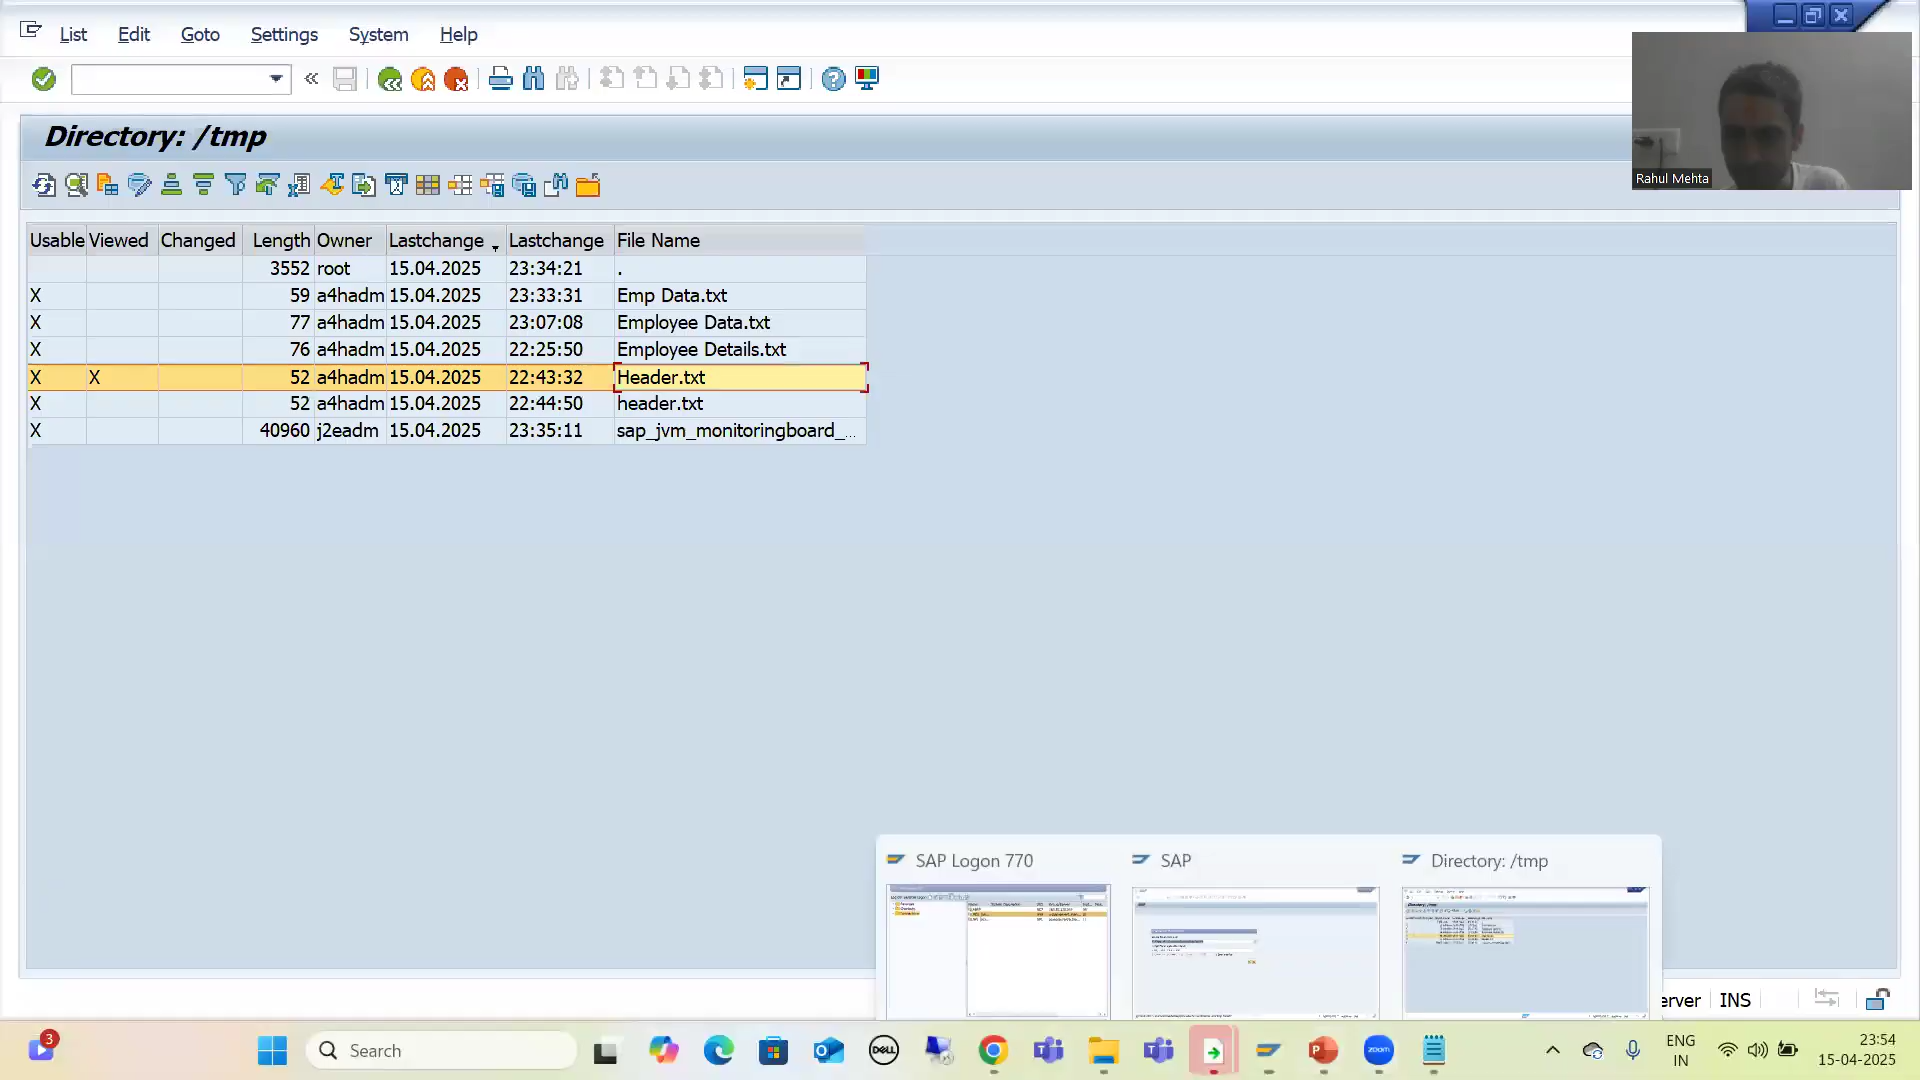 List Edit Goto Settings System Help
Rahul Mehta
Directory: /tmp
Usable Viewed Changed Length Owner Lastchange Lastchange File Name
3552 root 15.04.2025 23:34:21 .
X 59 a4hadm 15.04.2025 23:33:31 Emp Data.txt
X 77 a4hadm 15.04.2025 23:07:08 Employee Data.txt
X 76 a4hadm 15.04.2025 22:25:50 Employee Details.txt
X X 52 a4hadm 15.04.2025 22:43:32 Header.txt
X 52 a4hadm 15.04.2025 22:44:50 header.txt
X 40960 j2eadm 15.04.2025 23:35:11 sap_jvm_monitoringboard_...
SAP Logon 770 SAP Directory: /tmp
erver INS
3 Search DELL zoom ENG IN 23:54
15-04-2025